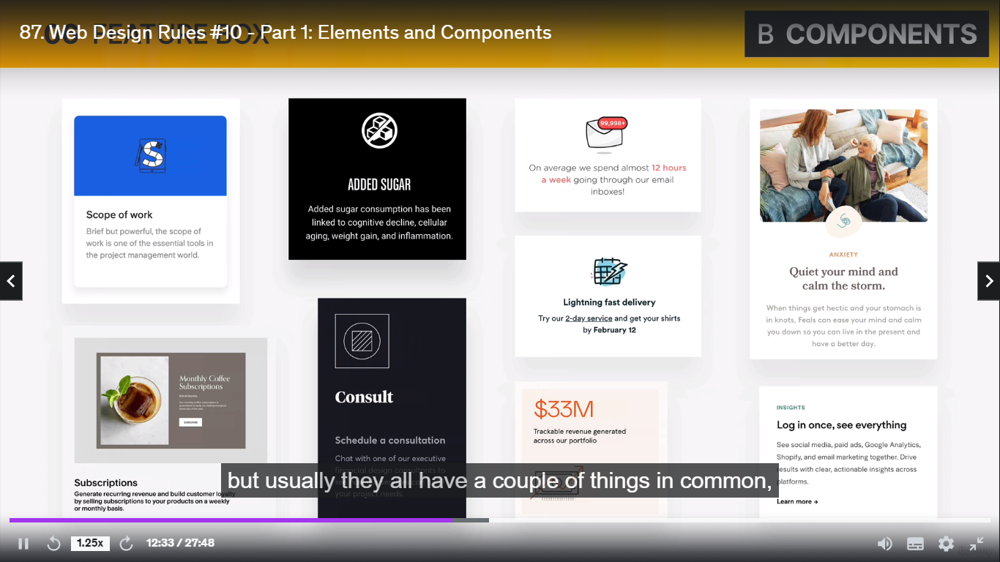 87. Web Design Rules #10 - Part 1: Elements and Components
FEATURE BOX
B COMPONENTS
Scope of work
Brief but powerful, the scope of
work is one of the essential tools in
the project management world.
Monthly Coffee
Subscriptions
SUBSCRIBE
Subscriptions
Generate recurring revenue and build customer loyalty
by selling subscriptions to your products on a weekly
or monthly basis.
ADDED SUGAR
Added sugar consumption has been
linked to cognitive decline, cellular
aging, weight gain, and inflammation.
Consult
Schedule a consultation
Chat with one of our executive
financial design consultants to
your project needs.
99,998+
On average we spend almost 12 hours
a week going through our email
inboxes!
Lightning fast delivery
Try our 2-day service and get your shirts
by February 12
$33M
Trackable revenue generated
across our portfolio
ANXIETY
Quiet your mind and
calm the storm.
When things get hectic and your stomach is
in knots, Feals can ease your mind and calm
you down so you can live in the present and
have a better day.
INSIGHTS
Log in once, see everything
See social media, paid ads, Google Analytics,
Shopify, and email marketing together. Drive
results with clear, actionable insights across
platforms.
Learn more →
but usually they all have a couple of things in common,
1.25x
12:33 / 27:48